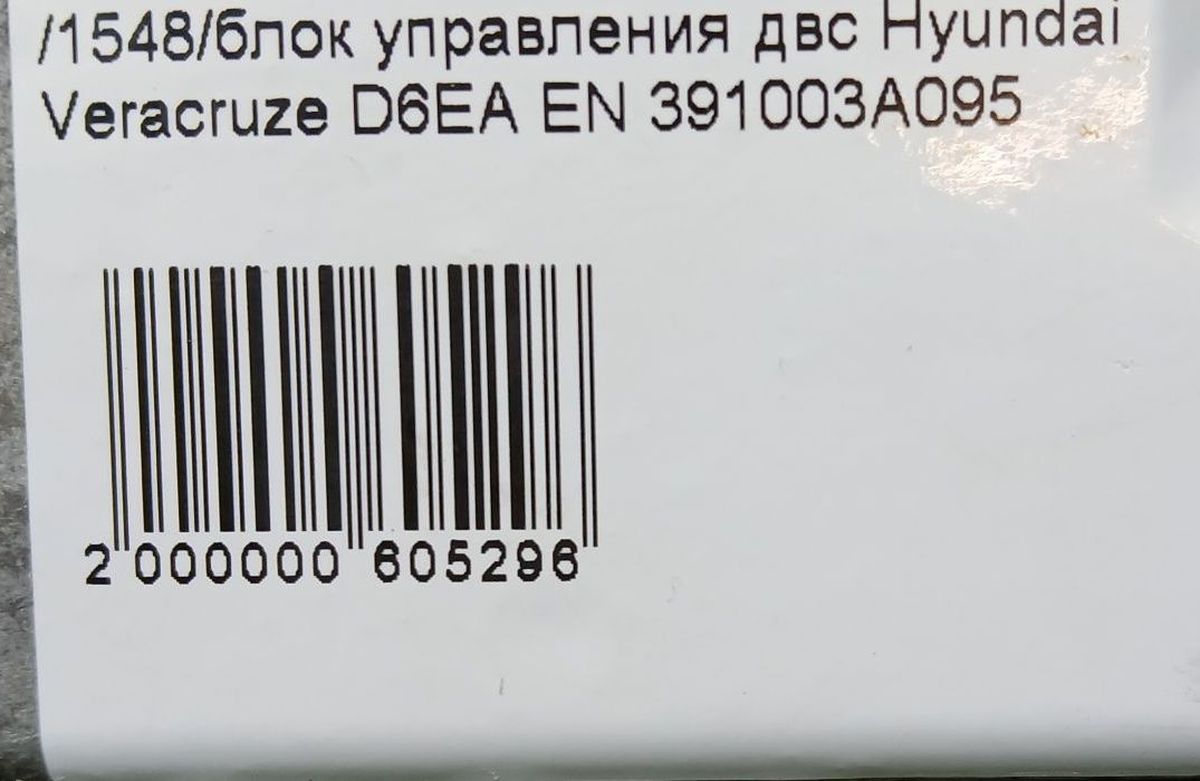 /1548/блок управления двс Hyundai
Veracruze D6EA EN 391003A095
2 000000 605296